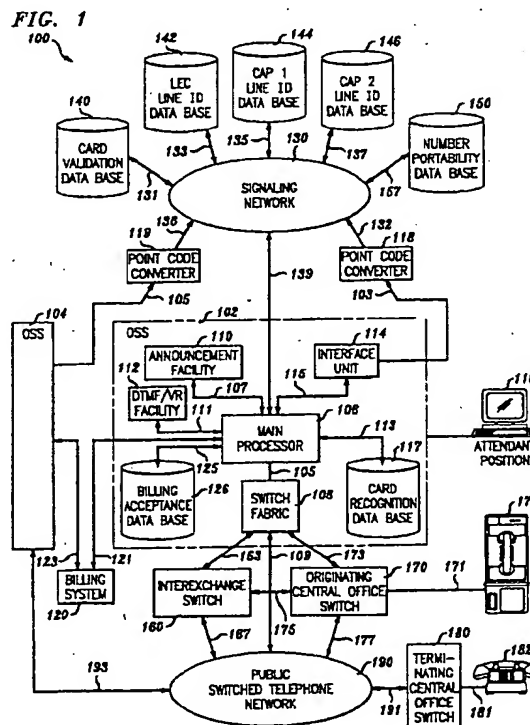 FIG. 1
100
142
144
146
LEC
LINE ID
DATA BASE
CAP 1
LINE ID
DATA BASE
CAP 2
LINE ID
DATA BASE
140
150
CARD
VALIDATION
DATA BASE
NUMBER
PORTABILITY
DATA BASE
133
135
130
137
131
SIGNALING
NETWORK
157
119
136
132
118
POINT CODE
CONVERTER
POINT CODE
CONVERTER
139
105
103
104
OSS
102
OSS
110
114
112
ANNOUNCEMENT
FACILITY
INTERFACE
UNIT
107
115
DTMF/VR
FACILITY
106
111
MAIN
PROCESSOR
113
117
ATTENDANT
POSITION
125
105
BILLING
ACCEPTANCE
DATA BASE
126
SWITCH
FABRIC
108
CARD
RECOGNITION
DATA BASE
163
109
173
123
121
BILLING
SYSTEM
120
INTEREXCHANGE
SWITCH
160
ORIGINATING
CENTRAL OFFICE
SWITCH
170
171
175
167
177
180
182
193
PUBLIC
SWITCHED TELEPHONE
NETWORK
190
191
TERMI-
NATING
CENTRAL
OFFICE
SWITCH
181